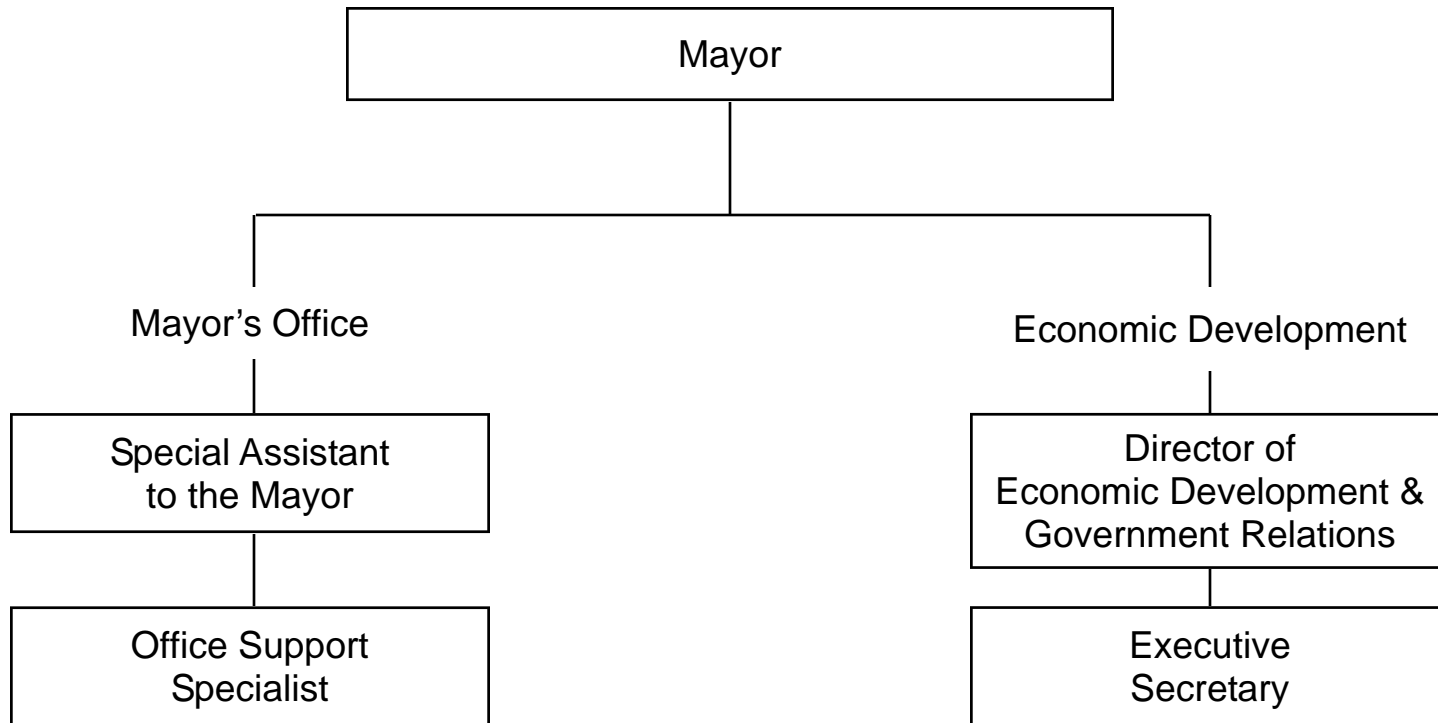 Mayor
Mayor’s Office
Economic Development
Special Assistant
to the Mayor
Director of
Economic Development &
Government Relations
Office Support
Specialist
Executive
Secretary